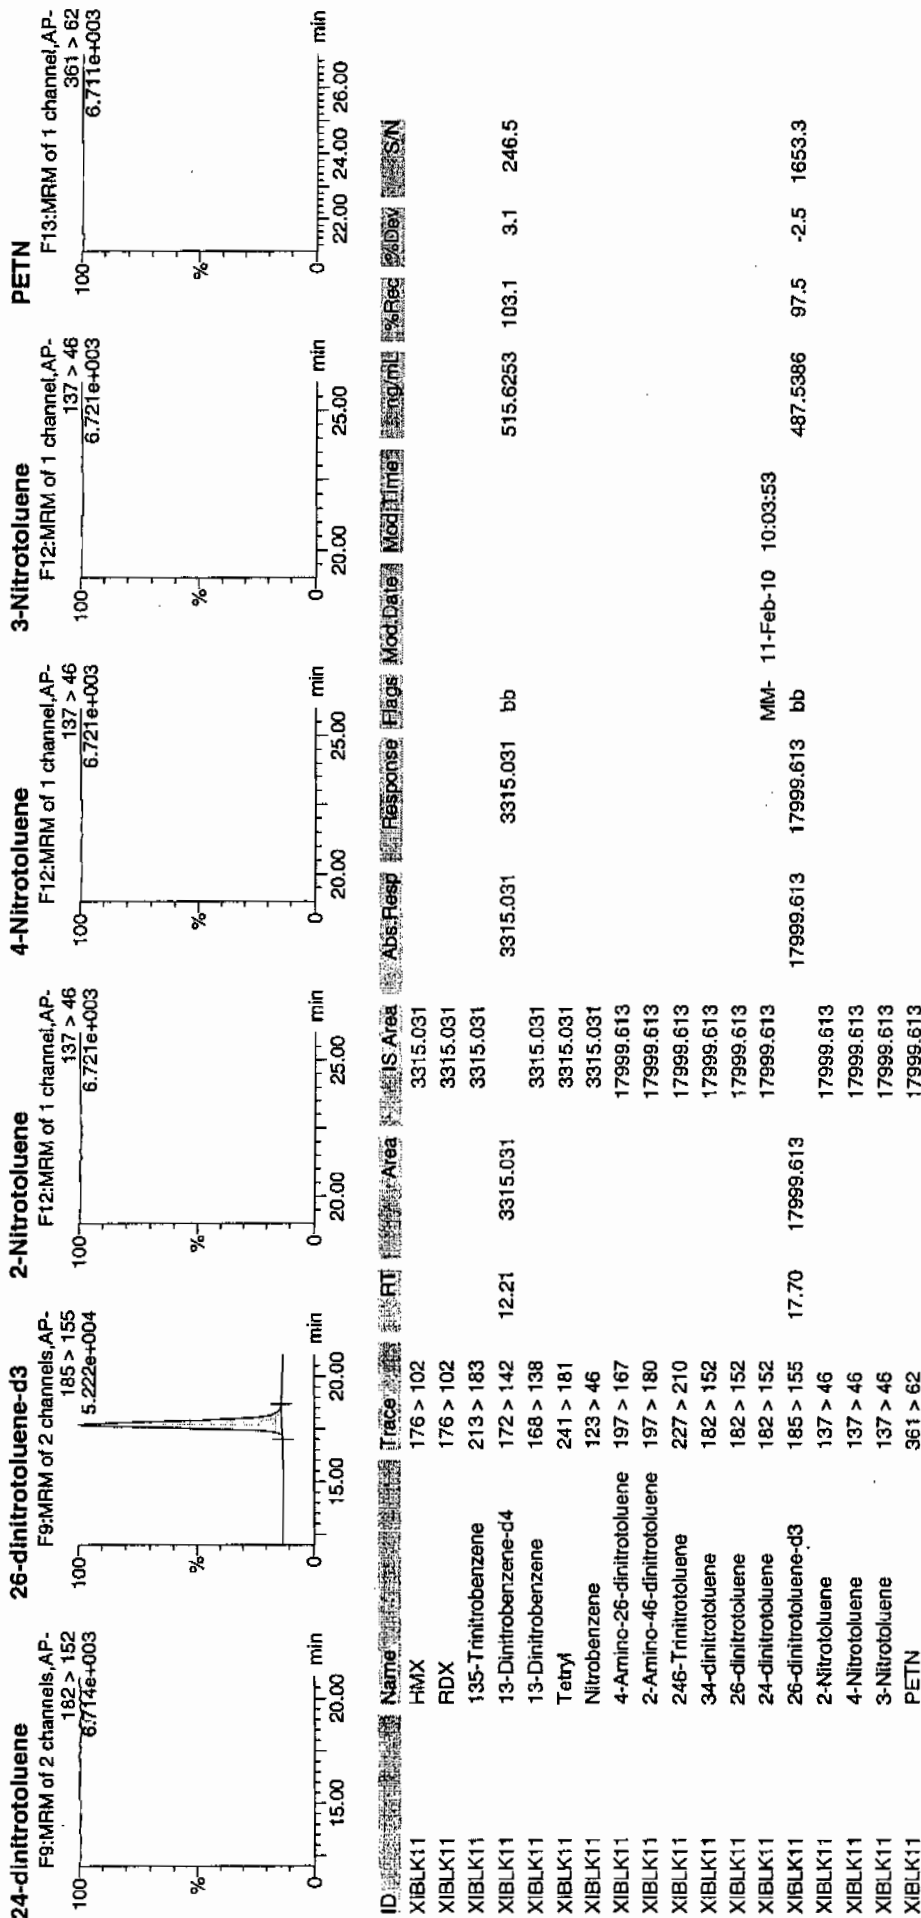 24-dinitrotoluene
F9:MRM of 2 channels,AP-
182 > 152
6.714e+003
100
%
0
15.00 20.00 min
26-dinitrotoluene-d3
F9:MRM of 2 channels,AP-
185 > 155
5.222e+004
100
%
0
15.00 20.00 min
2-Nitrotoluene
F12:MRM of 1 channel,AP-
137 > 46
6.721e+003
100
%
0
20.00 25.00 min
4-Nitrotoluene
F12:MRM of 1 channel,AP-
137 > 46
6.721e+003
100
%
0
20.00 25.00 min
3-Nitrotoluene
F12:MRM of 1 channel,AP-
137 > 46
6.721e+003
100
%
0
20.00 25.00 min
PETN
F13:MRM of 1 channel,AP-
361 > 62
6.711e+003
100
%
0
22.00 24.00 26.00 min
ID Name Trace RT Area IS Area Abs.Resp Response Flags Mod.Date Mod.Time ng/mL %Rec %Dev S/N
XIBLK11 HMX 176 > 102 3315.031
XIBLK11 RDX 176 > 102 3315.031
XIBLK11 135-Trinitrobenzene 213 > 183 3315.031
XIBLK11 13-Dinitrobenzene-d4 172 > 142 12.21 3315.031 3315.031 3315.031 bb 515.6253 103.1 3.1 246.5
XIBLK11 13-Dinitrobenzene 168 > 138 3315.031
XIBLK11 Tetryl 241 > 181 3315.031
XIBLK11 Nitrobenzene 123 > 46 3315.031
XIBLK11 4-Amino-26-dinitrotoluene 197 > 167 17999.613
XIBLK11 2-Amino-46-dinitrotoluene 197 > 180 17999.613
XIBLK11 246-Trinitrotoluene 227 > 210 17999.613
XIBLK11 34-dinitrotoluene 182 > 152 17999.613
XIBLK11 26-dinitrotoluene 182 > 152 17999.613
XIBLK11 24-dinitrotoluene 182 > 152 17999.613 MM- 11-Feb-10 10:03:53
XIBLK11 26-dinitrotoluene-d3 185 > 155 17.70 17999.613 17999.613 17999.613 bb 487.5386 97.5 -2.5 1653.3
XIBLK11 2-Nitrotoluene 137 > 46 17999.613
XIBLK11 4-Nitrotoluene 137 > 46 17999.613
XIBLK11 3-Nitrotoluene 137 > 46 17999.613
XIBLK11 PETN 361 > 62 17999.613